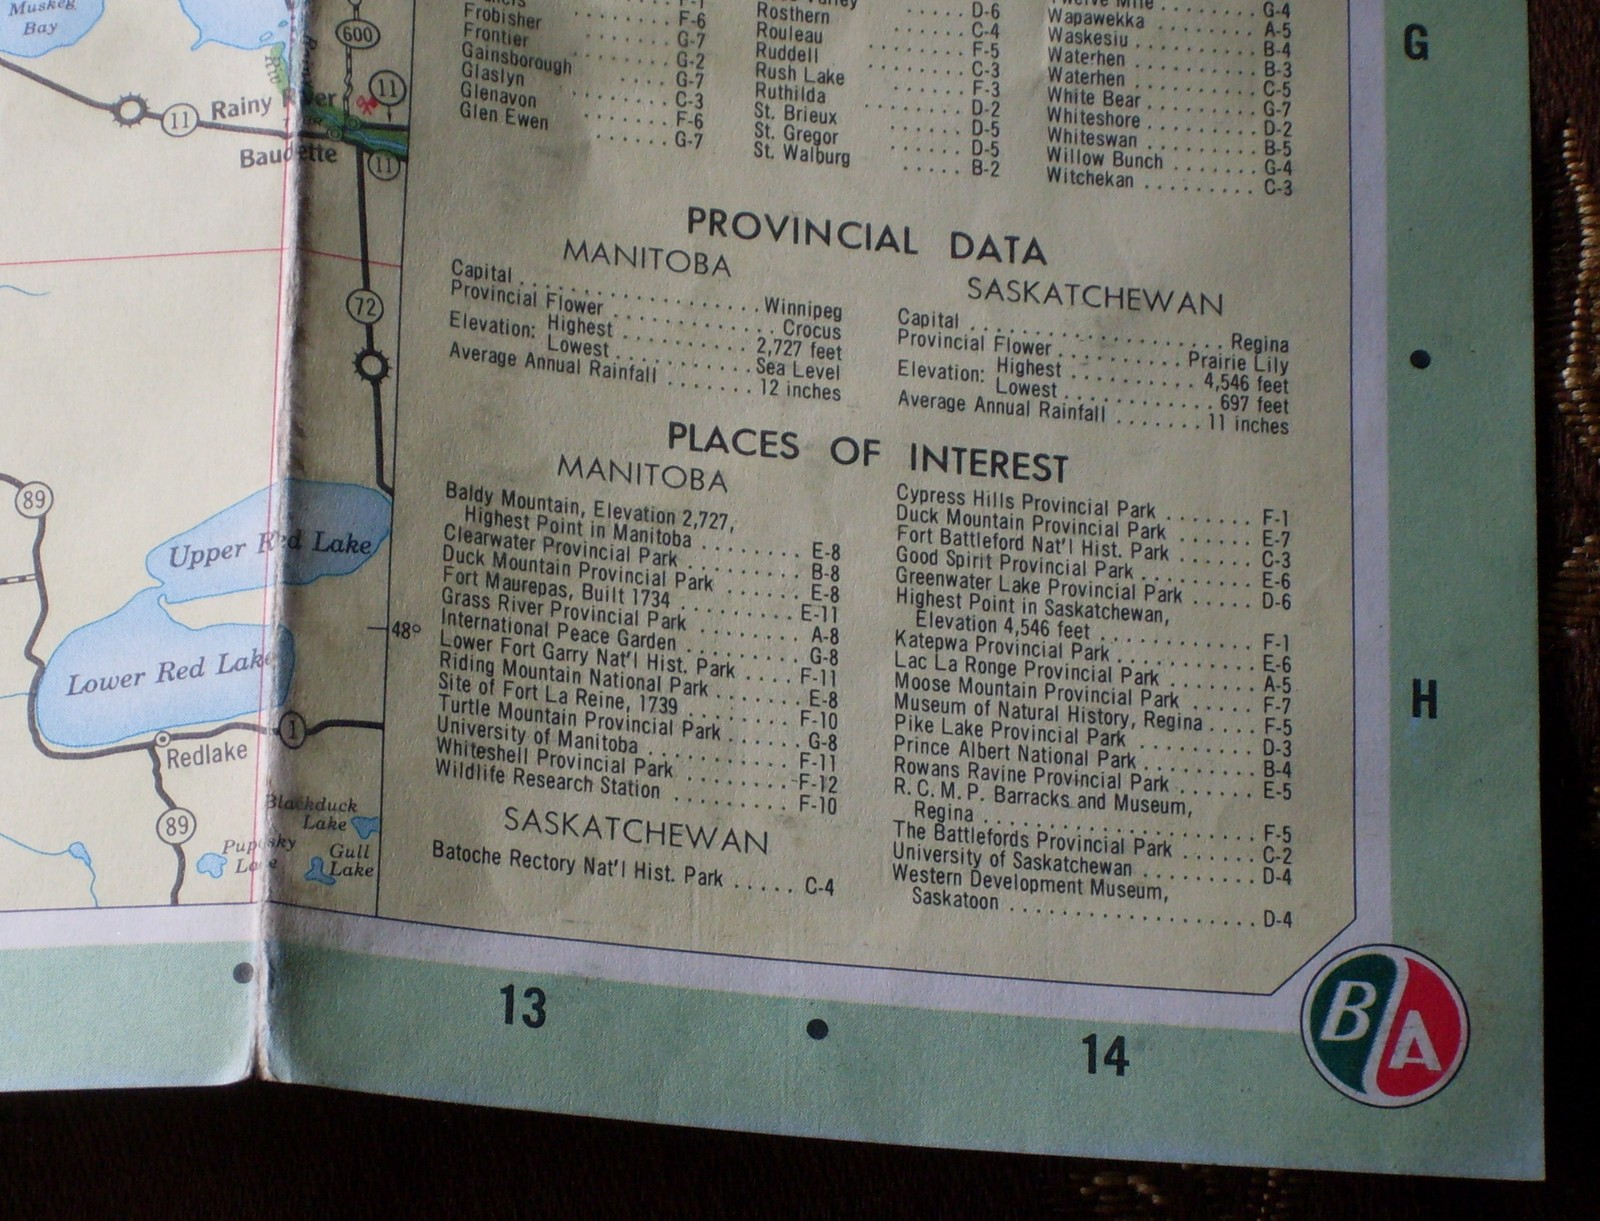 Muskeg
Bay
600
11
Rainy River
11
Baudette
11
72
89
Upper Red Lake
48°
Lower Red Lake
1
Redlake
89
Blackduck
Lake
Puposky
Lake
Gull
Lake
F-6
Frobisher ........ G-7
Frontier ........ G-2
Gainsborough ..... G-7
Glaslyn ........ C-3
Glenavon ........ F-6
Glen Ewen ....... G-7
Valley D-6
Rosthern ....... C-4
Rouleau ........ F-5
Ruddell ........ C-3
Rush Lake ...... F-3
Ruthilda ........ D-2
St. Brieux ...... D-5
St. Gregor ...... D-5
St. Walburg ..... B-2
Twelve Mile ........ G-4
Wapawekka ........ A-5
Waskesiu ......... B-4
Waterhen ......... B-3
Waterhen ......... C-5
White Bear ........ G-7
Whiteshore ........ D-2
Whiteswan ........ B-5
Willow Bunch ....... G-4
Witchekan ......... C-3
PROVINCIAL DATA
MANITOBA
Capital .................. Winnipeg
Provincial Flower ............ Crocus
Elevation: Highest .......... 2,727 feet
Lowest .......... Sea Level
Average Annual Rainfall ....... 12 inches
SASKATCHEWAN
Capital .................. Regina
Provincial Flower .......... Prairie Lily
Elevation: Highest .......... 4,546 feet
Lowest ............ 697 feet
Average Annual Rainfall ....... 11 inches
PLACES OF INTEREST
MANITOBA
Baldy Mountain, Elevation 2,727,
Highest Point in Manitoba ........ E-8
Clearwater Provincial Park ......... B-8
Duck Mountain Provincial Park ...... E-8
Fort Maurepas, Built 1734 ......... E-11
Grass River Provincial Park ........ A-8
International Peace Garden ......... G-8
Lower Fort Garry Nat'l Hist. Park .... F-11
Riding Mountain National Park ....... E-8
Site of Fort La Reine, 1739 ........ F-10
Turtle Mountain Provincial Park ...... G-8
University of Manitoba ........... F-11
Whiteshell Provincial Park ........ F-12
Wildlife Research Station ......... F-10
SASKATCHEWAN
Batoche Rectory Nat'l Hist. Park ..... C-4
Cypress Hills Provincial Park ....... F-1
Duck Mountain Provincial Park ...... E-7
Fort Battleford Nat'l Hist. Park ...... C-3
Good Spirit Provincial Park ......... E-6
Greenwater Lake Provincial Park ..... D-6
Highest Point in Saskatchewan,
Elevation 4,546 feet ............ F-1
Katepwa Provincial Park ........... E-6
Lac La Ronge Provincial Park ....... A-5
Moose Mountain Provincial Park ...... F-7
Museum of Natural History, Regina .... F-5
Pike Lake Provincial Park ......... D-3
Prince Albert National Park ......... B-4
Rowans Ravine Provincial Park ...... E-5
R.C.M.P. Barracks and Museum,
Regina .................... F-5
The Battlefords Provincial Park ...... C-2
University of Saskatchewan ......... D-4
Western Development Museum,
Saskatoon ................... D-4
G
H
13
14
BA